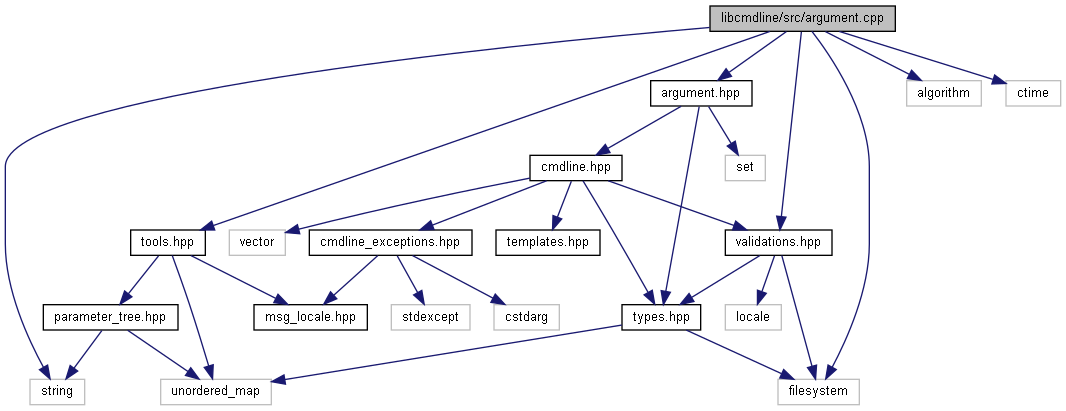 libcmdline/src/argument.cpp
argument.hpp
algorithm
ctime
cmdline.hpp
set
tools.hpp
vector
cmdline_exceptions.hpp
templates.hpp
validations.hpp
parameter_tree.hpp
msg_locale.hpp
stdexcept
cstdarg
types.hpp
locale
string
unordered_map
filesystem